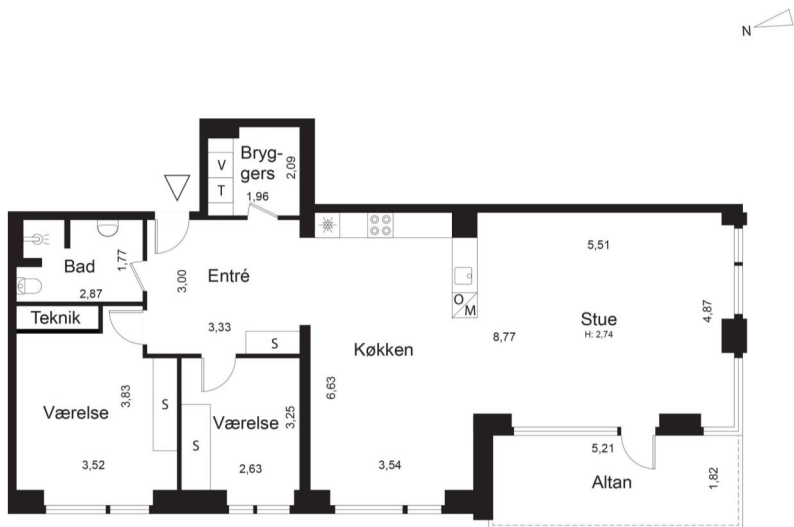 N
Bryg-
gers
2,09
V
T
1,96
Bad
1,77
2,87
Teknik
3,00
Entré
3,33
S
5,51
O
M
Stue
H: 2,74
4,87
8,77
Køkken
6,63
3,54
Værelse
3,83
S
3,52
Værelse
3,25
S
2,63
5,21
Altan
1,82